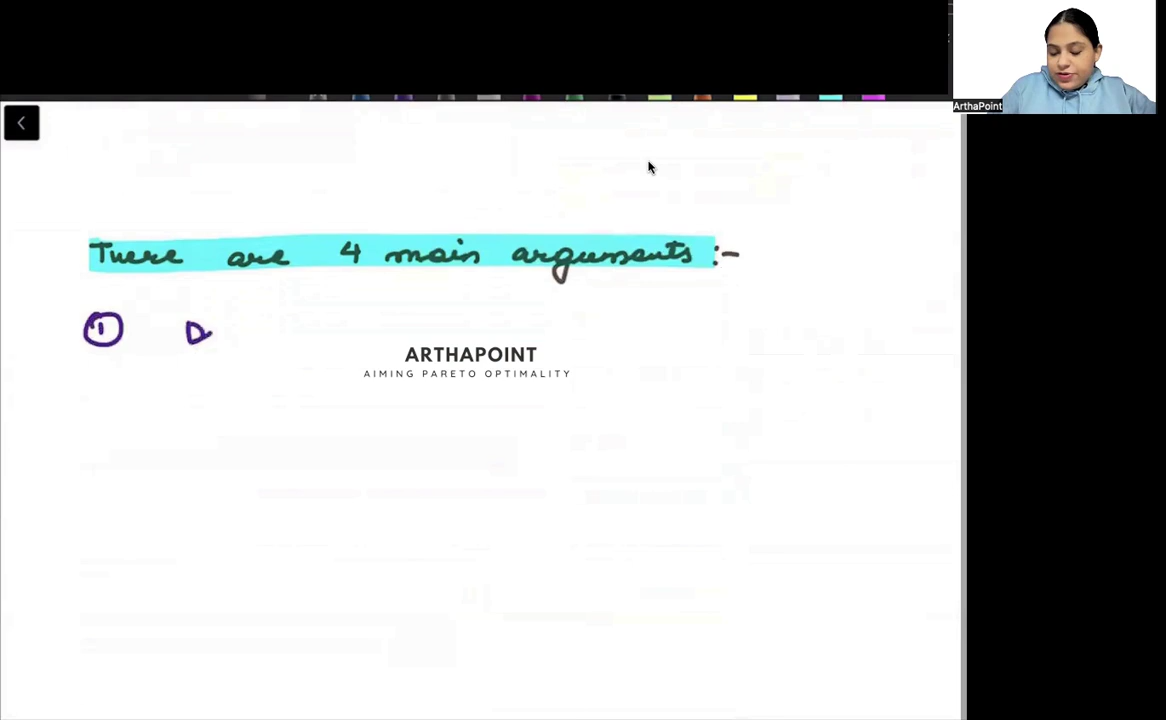 ArthaPoint
There are 4 main arguments :-
① D
ARTHAPOINT
AIMING PARETO OPTIMALITY